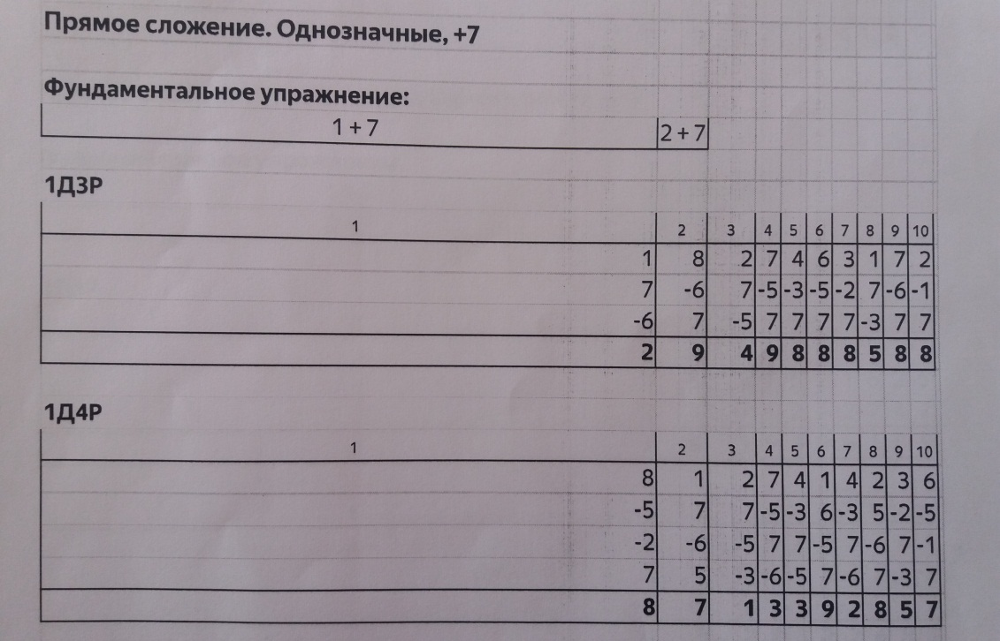 Прямое сложение. Однозначные, +7
Фундаментальное упражнение:
1 + 7 2 + 7
1Д3Р
1 2 3 4 5 6 7 8 9 10
1 8 2 7 4 6 3 1 7 2
7 -6 7 -5 -3 -5 -2 7 -6 -1
-6 7 -5 7 7 7 7 -3 7 7
2 9 4 9 8 8 8 5 8 8
1Д4Р
1 2 3 4 5 6 7 8 9 10
8 1 2 7 4 1 4 2 3 6
-5 7 7 -5 -3 6 -3 5 -2 -5
-2 -6 -5 7 7 -5 7 -6 7 -1
7 5 -3 -6 -5 7 -6 7 -3 7
8 7 1 3 3 9 2 8 5 7